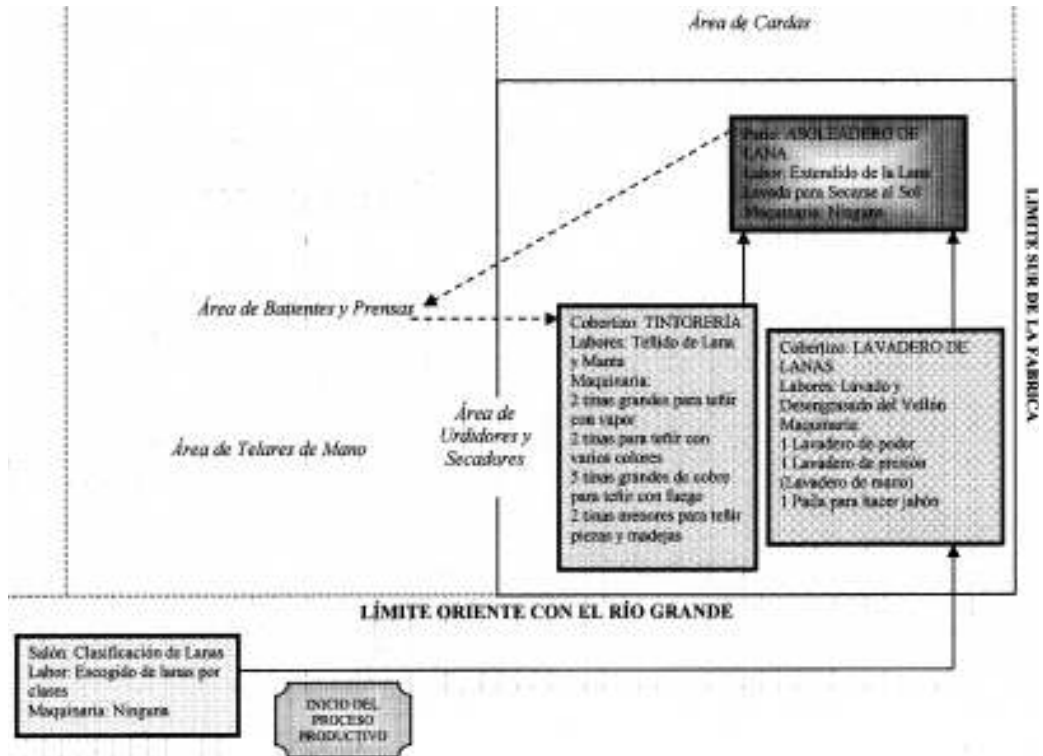 Área de Cardas
Patio: ASOLEADERO DE
LANA
Labor: Extendido de la Lana
Lavada para Secarse al Sol
Maquinaria: Ninguna
LÍMITE SUR DE LA FABRICA
Área de Batientes y Prensas
Cobertizo: TINTORERÍA
Labores: Teñido de Lana
y Manta
Maquinaria:
2 tinas grandes para teñir
con vapor
2 tinas para teñir con
varios colores
5 tinas grandes de cobre
para teñir con fuego
2 tinas menores para teñir
piezas y madejas
Cobertizo: LAVADERO DE
LANAS
Labores: Lavado y
Desengrasado del Vellón
Maquinaria:
1 Lavadero de poder
1 Lavadero de presión
(Lavadero de mano)
1 Paila para hacer jabón
Área de
Urdidores y
Secadores
Área de Telares de Mano
LÍMITE ORIENTE CON EL RÍO GRANDE
Salón: Clasificación de Lanas
Labor: Escogido de lanas por
clases
Maquinaria: Ninguna
INICIO DEL
PROCESO
PRODUCTIVO